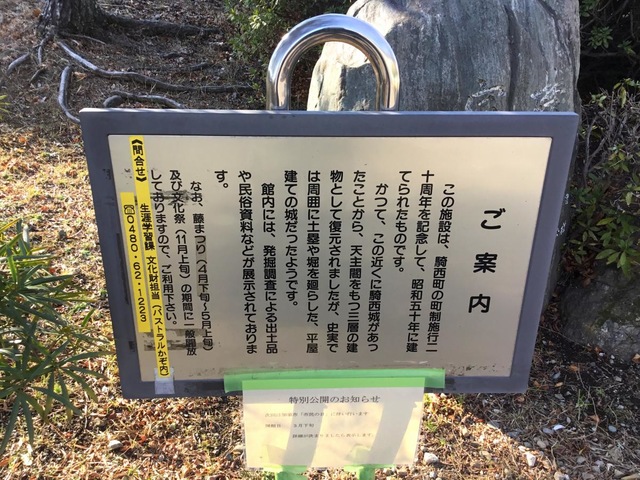 ご案内
この施設は、騎西町の町制施行二
十周年を記念して、昭和五十年に建
てられたものです。
かつて、この近くに騎西城があっ
たことから、天主閣をもつ三層の建
物として復元されましたが、史実で
は周囲に土塁や堀を廻らした、平屋
建ての城だったようです。
館内には、発掘調査による出土品
や民俗資料などが展示されておりま
す。
なお、藤まつり(4月下旬〜5月上旬)
及び文化祭(11月上旬)の期間に一般開放
しておりますので、ご利用下さい。
《問合せ》
生涯学習課 文化財担当(パストラルかぞ内)
☎0480・62・1223
特別公開のお知らせ